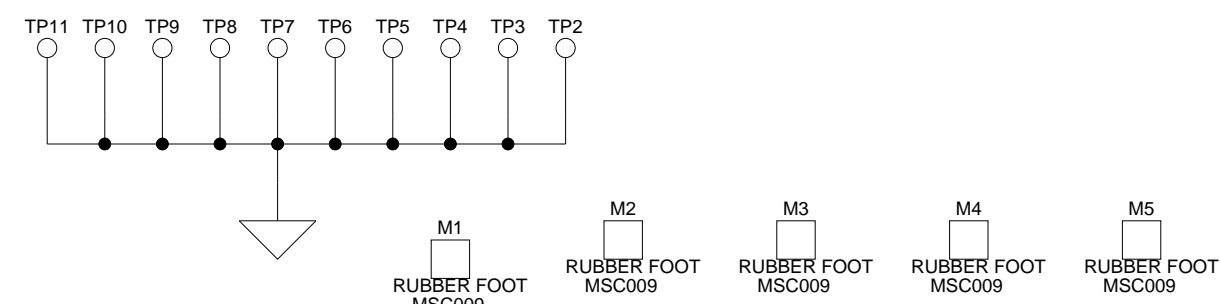 TP11 TP10 TP9 TP8 TP7 TP6 TP5 TP4 TP3 TP2
M1
RUBBER FOOT
MSC009
M2
RUBBER FOOT
MSC009
M3
RUBBER FOOT
MSC009
M4
RUBBER FOOT
MSC009
M5
RUBBER FOOT
MSC009